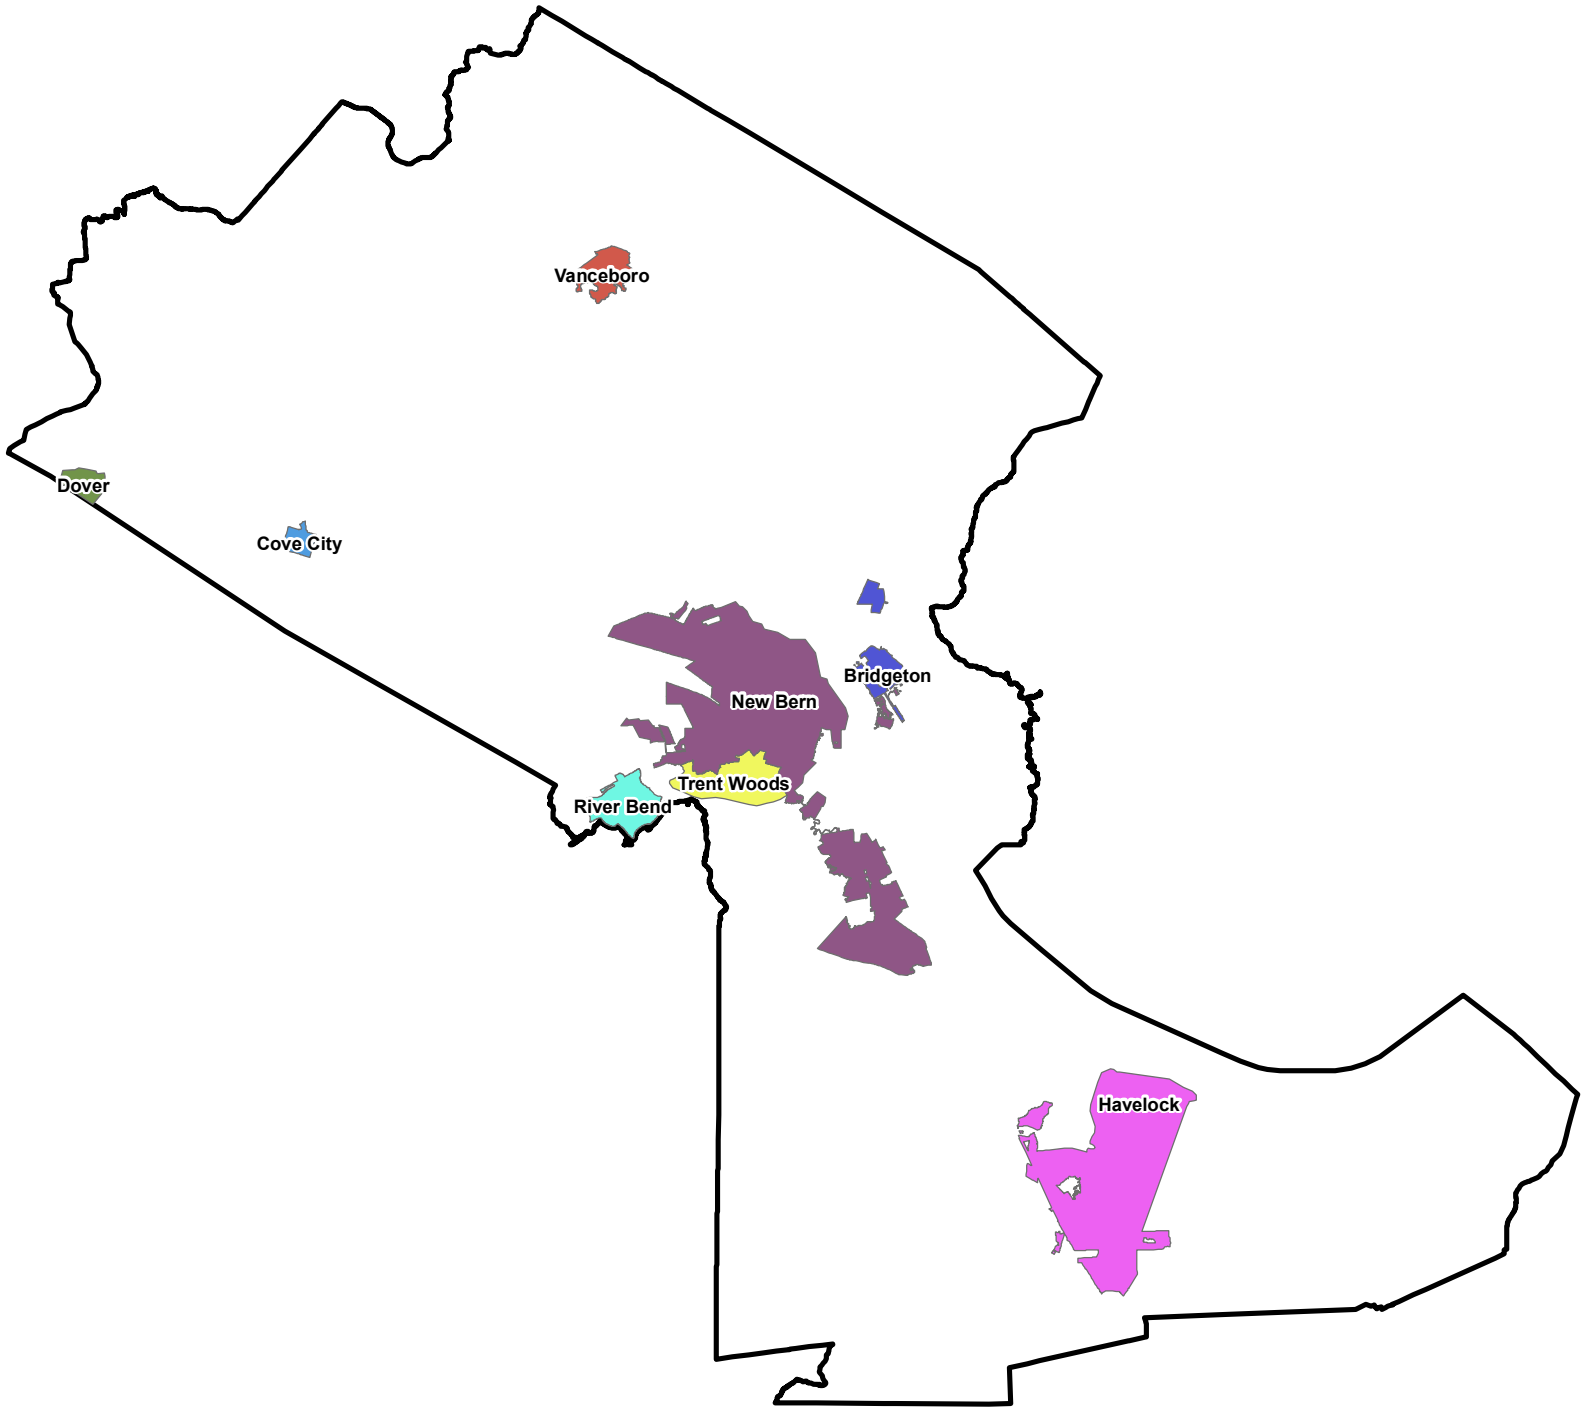 Vanceboro
Dover
Cove City
Bridgeton
New Bern
Trent Woods
River Bend
Havelock